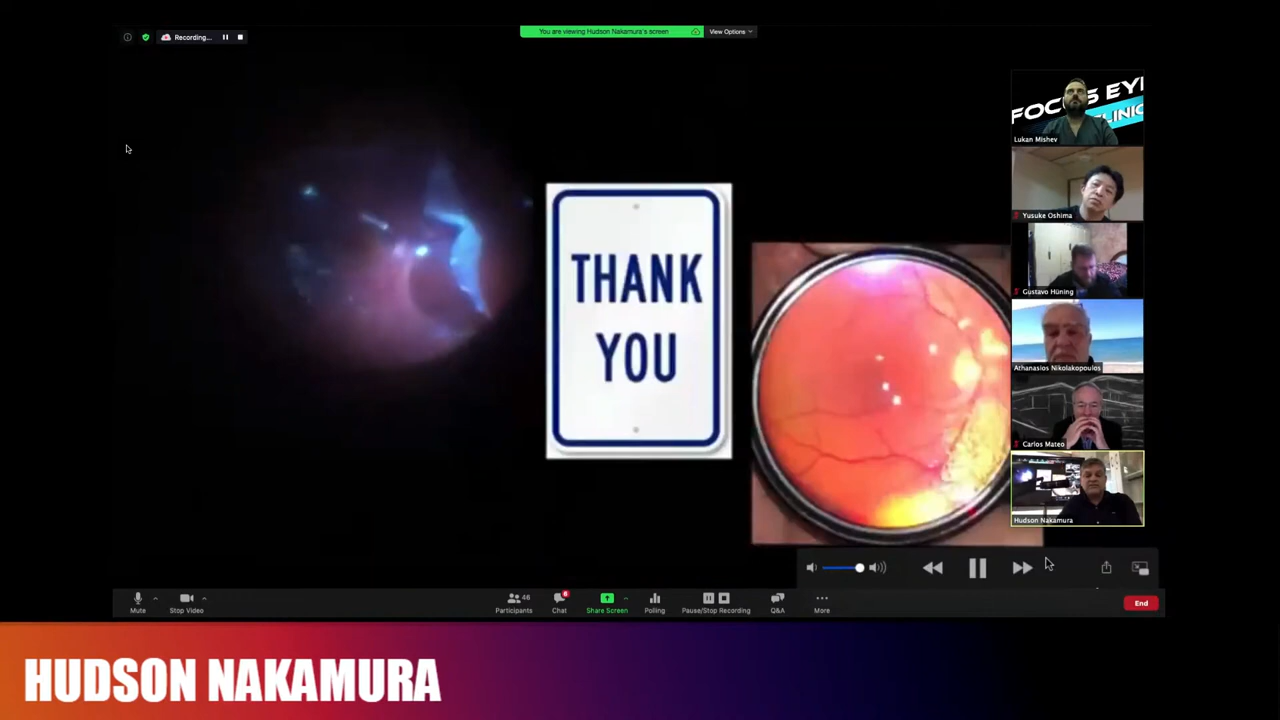 Recording...
You are viewing Hudson Nakamura's screen
View Options
FOCUS EYE
CLINIC
Lukan Mishev
Yusuke Oshima
Gustavo Hüning
Athanasios Nikolakopoulos
Carlos Mateo
Hudson Nakamura
THANK
YOU
Mute
Stop Video
Participants
46
Chat
6
Share Screen
Polling
Pause/Stop Recording
Q&A
More
End
HUDSON NAKAMURA